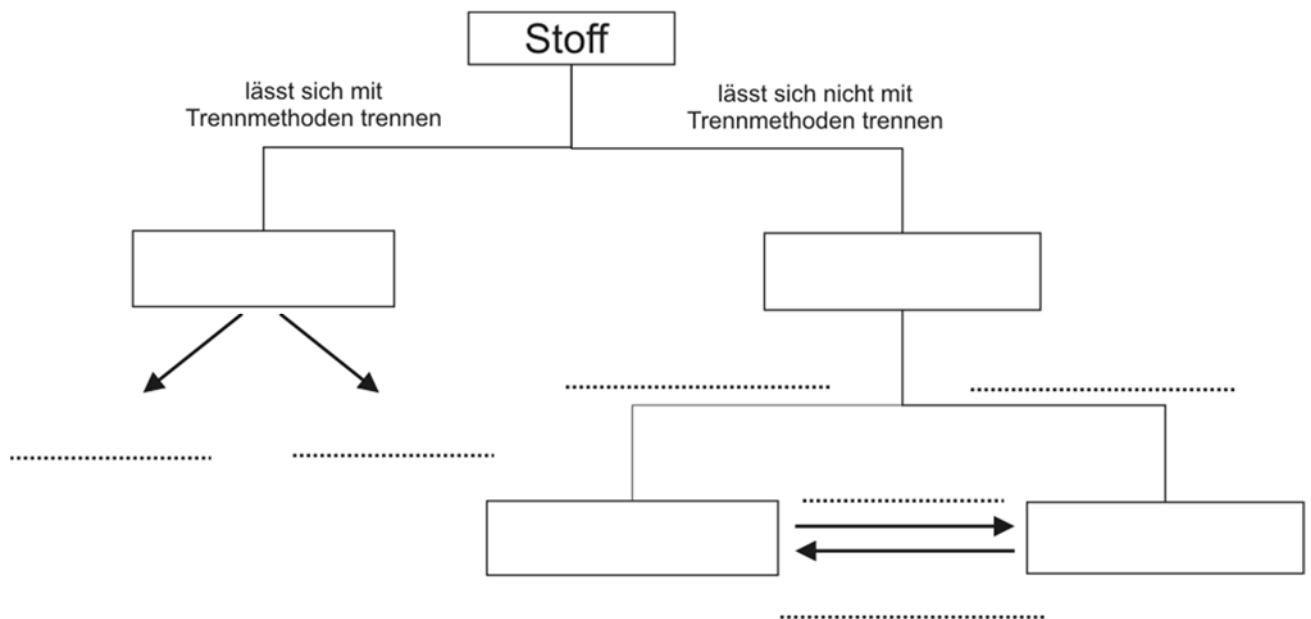 Stoff
lässt sich mit
Trennmethoden trennen
lässt sich nicht mit
Trennmethoden trennen